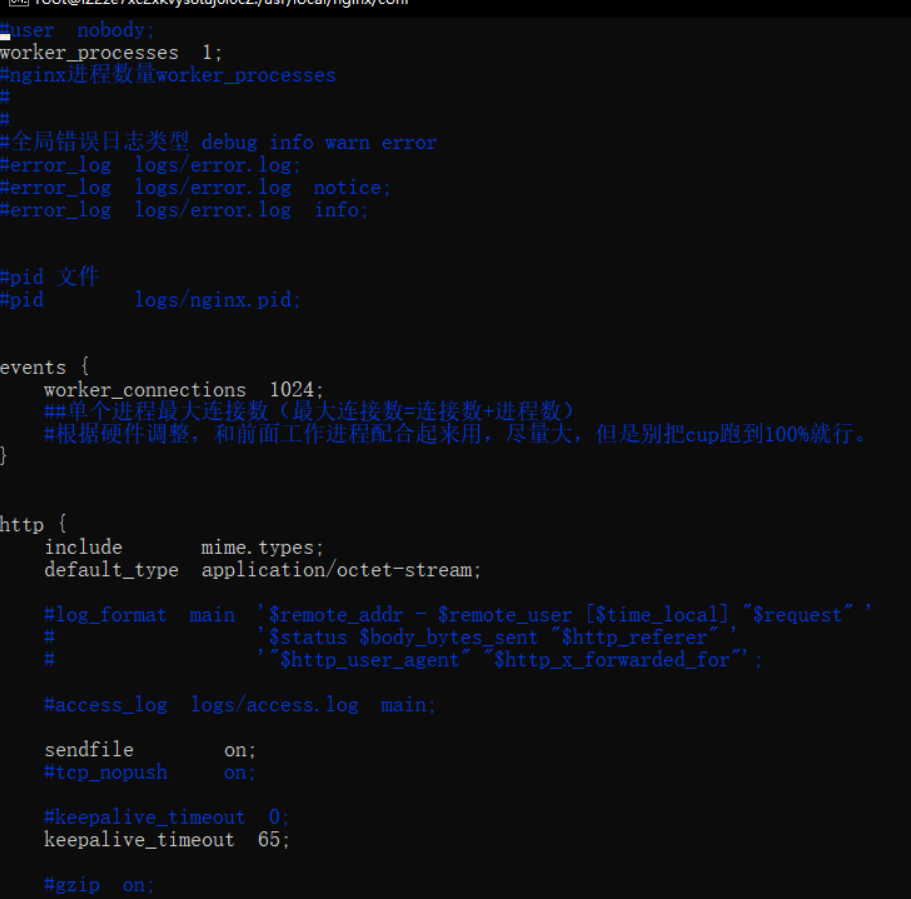 #user  nobody;
worker_processes  1;
#nginx进程数量worker_processes
#
#
#全局错误日志类型 debug info warn error
#error_log  logs/error.log;
#error_log  logs/error.log  notice;
#error_log  logs/error.log  info;
#pid 文件
#pid        logs/nginx.pid;
events {
    worker_connections  1024;
    ##单个进程最大连接数（最大连接数=连接数+进程数）
    #根据硬件调整，和前面工作进程配合起来用，尽量大，但是别把cup跑到100%就行。
}
http {
    include       mime.types;
    default_type  application/octet-stream;
    #log_format  main  '$remote_addr - $remote_user [$time_local] "$request" '
    #                  '$status $body_bytes_sent "$http_referer" '
    #                  '"$http_user_agent" "$http_x_forwarded_for"';
    #access_log  logs/access.log  main;
    sendfile        on;
    #tcp_nopush     on;
    #keepalive_timeout  0;
    keepalive_timeout  65;
    #gzip  on;